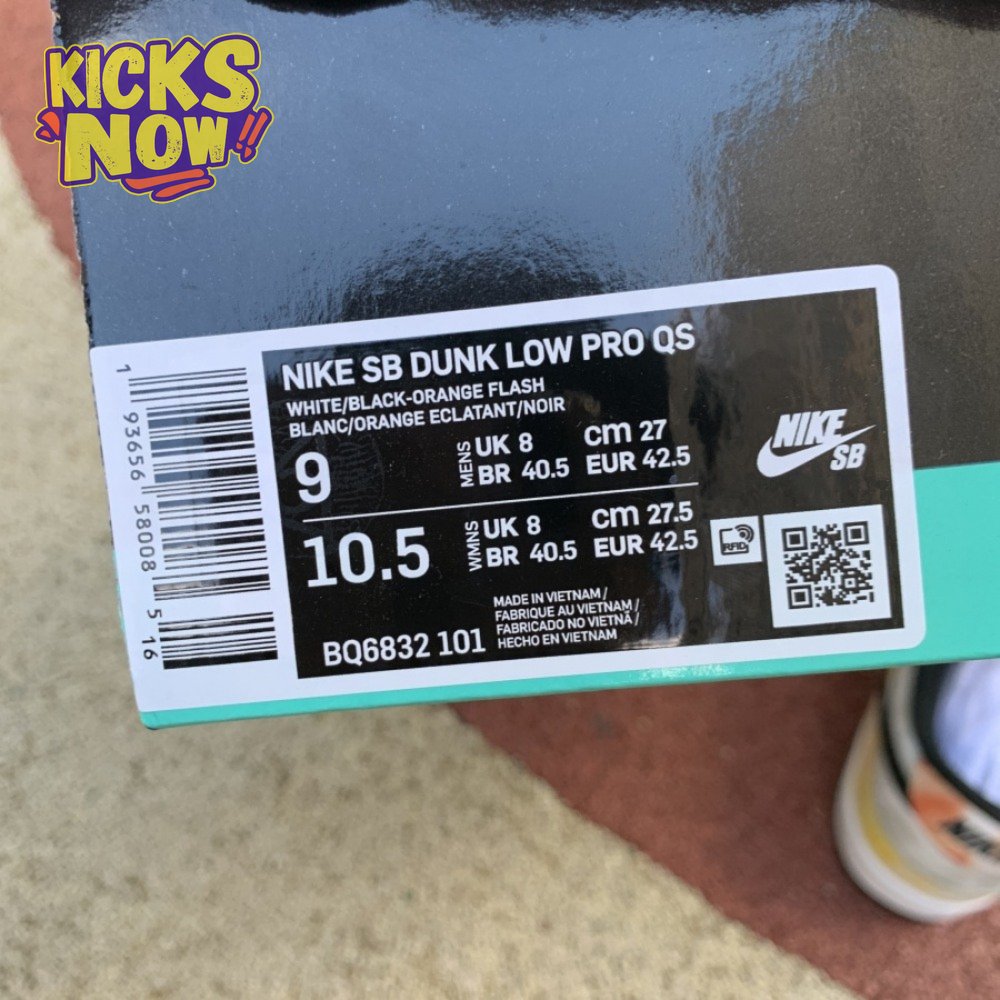 KICKS
NOW!!
NIKE SB DUNK LOW PRO QS
WHITE/BLACK-ORANGE FLASH
BLANC/ORANGE ECLATANT/NOIR
9 MENS UK 8 cm 27
BR 40.5 EUR 42.5
10.5 WMNS UK 8 cm 27.5
BR 40.5 EUR 42.5
NIKE
SB
RFID
MADE IN VIETNAM /
FABRIQUE AU VIETNAM /
FABRICADO NO VIETNÃ /
HECHO EN VIETNAM
BQ6832 101
1 93656 58008 5 16